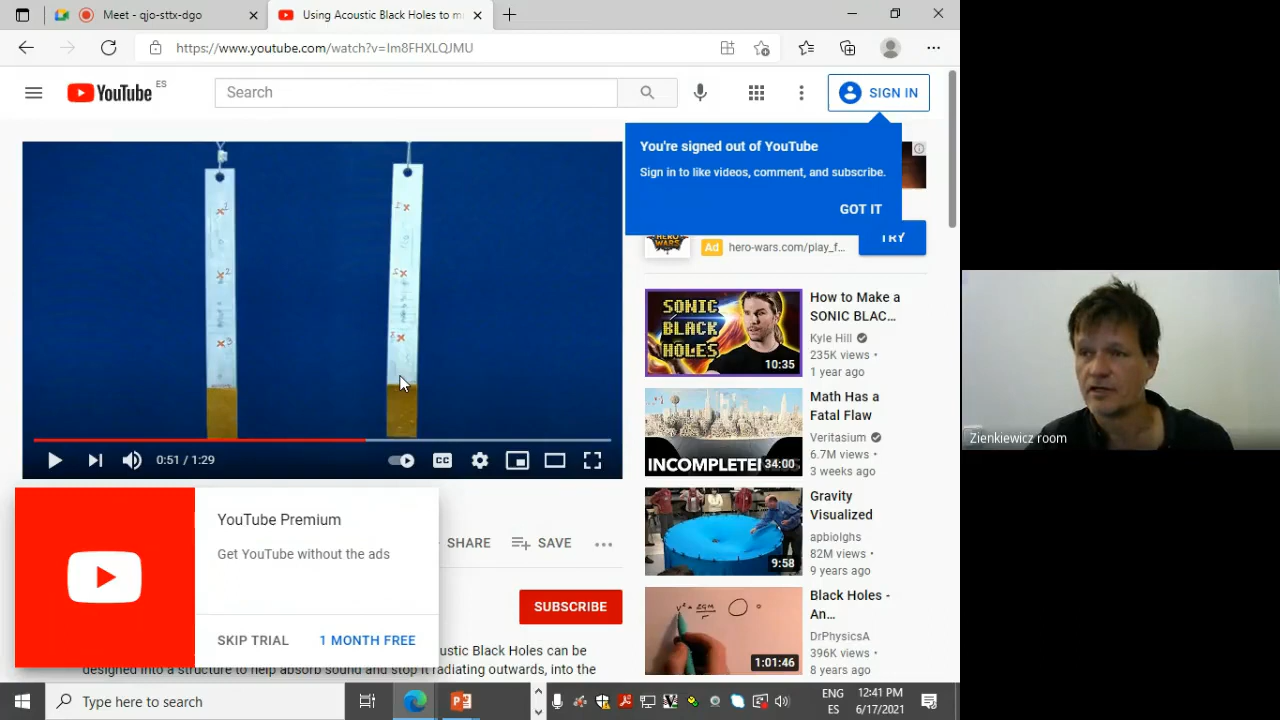 Meet - qjo-sttx-dgo
Using Acoustic Black Holes to m
https://www.youtube.com/watch?v=Im8FHXLQJMU
YouTube ES
Search
SIGN IN
You're signed out of YouTube
Sign in to like videos, comment, and subscribe.
GOT IT
Ad hero-wars.com/play_f...
TRY
0:51 / 1:29
CC
SONIC BLACK HOLES
10:35
How to Make a
SONIC BLAC...
Kyle Hill
235K views •
1 year ago
INCOMPLETE
34:00
Math Has a
Fatal Flaw
Veritasium
6.7M views •
3 weeks ago
9:58
Gravity
Visualized
apbiolghs
82M views •
9 years ago
1:01:46
Black Holes -
An...
DrPhysicsA
396K views •
8 years ago
YouTube Premium
Get YouTube without the ads
SKIP TRIAL
1 MONTH FREE
SHARE
SAVE
SUBSCRIBE
ustic Black Holes can be
designed into a structure to help absorb sound and stop it radiating outwards, into the
Zienkiewicz room
Type here to search
ENG
ES
12:41 PM
6/17/2021